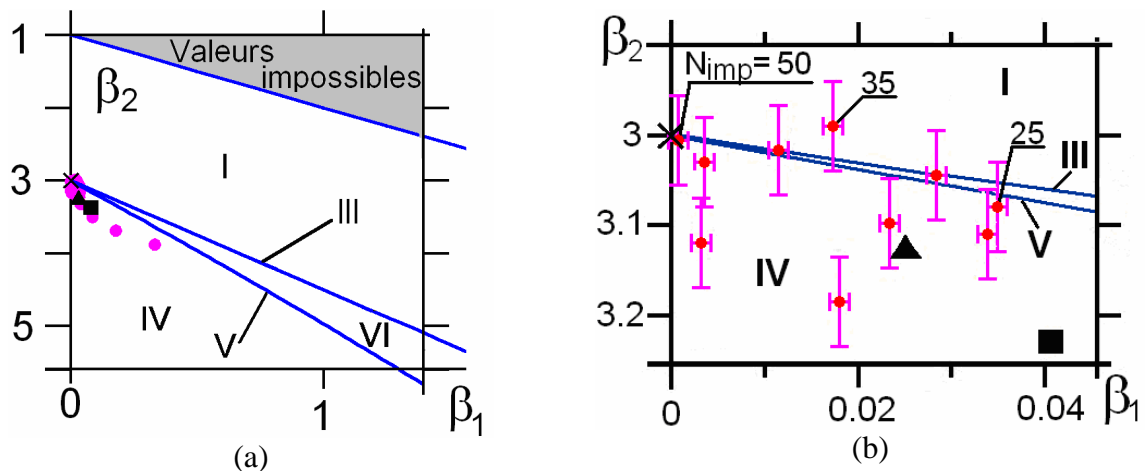 1
Valeurs
impossibles
β2
I
3
III
IV
V
VI
5
0
1
β1
(a)
β2
Nimp= 50
35
I
3
25
III
3.1
V
IV
3.2
0
0.02
0.04
β1
(b)